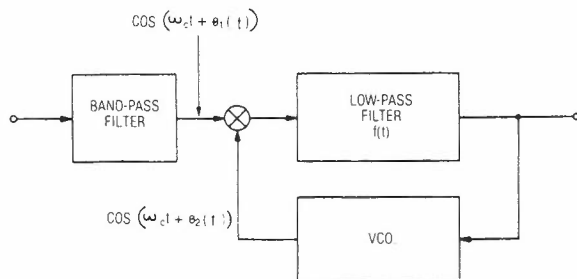 COS (ω_c t + θ₁(t))
BAND-PASS
FILTER
LOW-PASS
FILTER
f(t)
COS (ω_c t + θ₂(t))
VCO